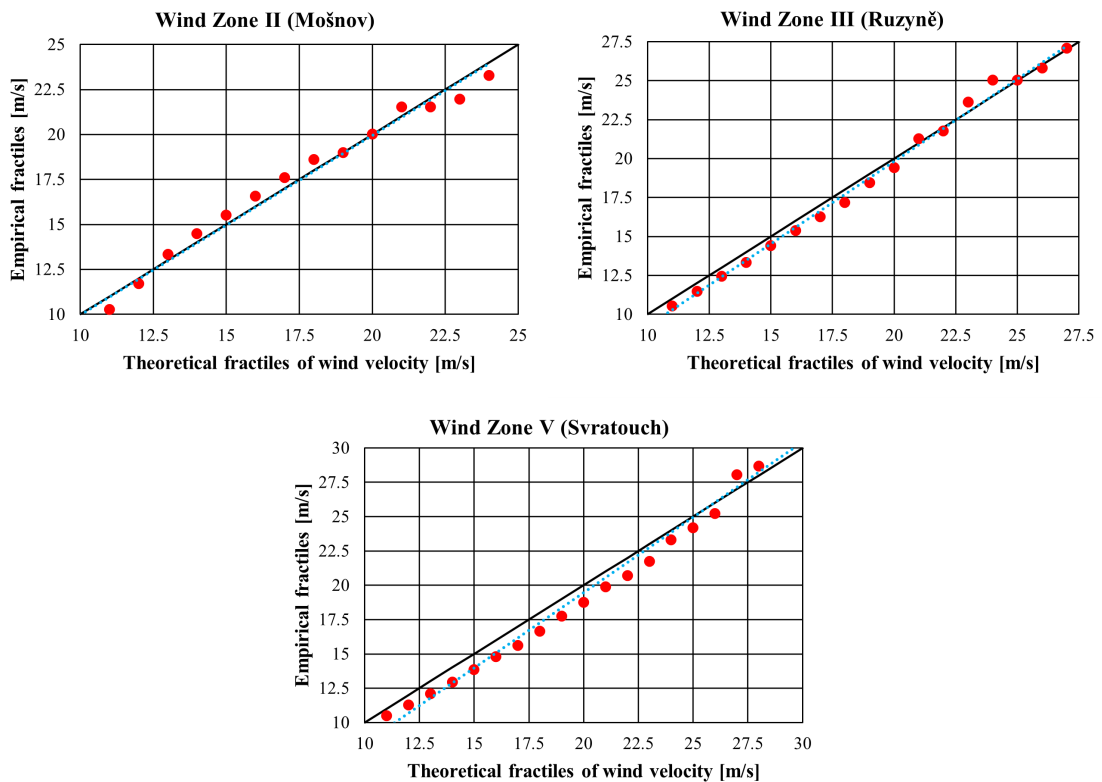 Wind Zone II (Mošnov)
Empirical fractiles [m/s]
25
22.5
20
17.5
15
12.5
10
10 12.5 15 17.5 20 22.5 25
Theoretical fractiles of wind velocity [m/s]
Wind Zone III (Ruzyně)
Empirical fractiles [m/s]
27.5
25
22.5
20
17.5
15
12.5
10
10 12.5 15 17.5 20 22.5 25 27.5
Theoretical fractiles of wind velocity [m/s]
Wind Zone V (Svratouch)
Empirical fractiles [m/s]
30
27.5
25
22.5
20
17.5
15
12.5
10
10 12.5 15 17.5 20 22.5 25 27.5 30
Theoretical fractiles of wind velocity [m/s]